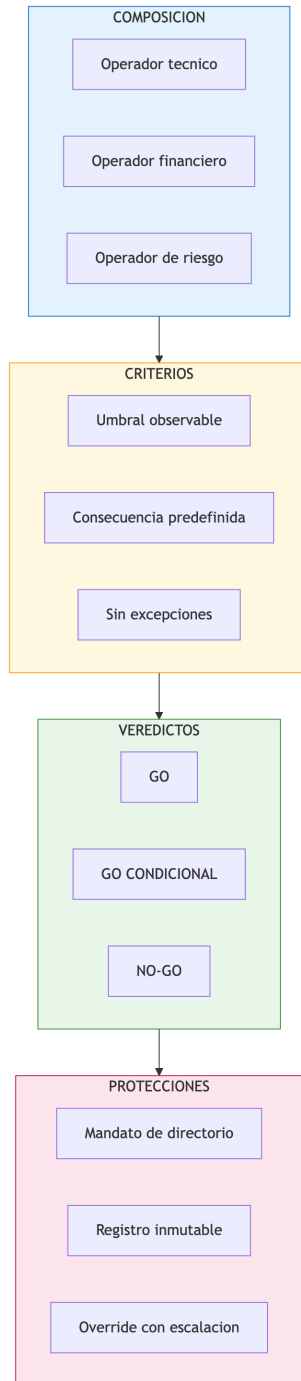 COMPOSICION
Operador tecnico
Operador financiero
Operador de riesgo
CRITERIOS
Umbral observable
Consecuencia predefinida
Sin excepciones
VEREDICTOS
GO
GO CONDICIONAL
NO-GO
PROTECCIONES
Mandato de directorio
Registro inmutable
Override con escalacion